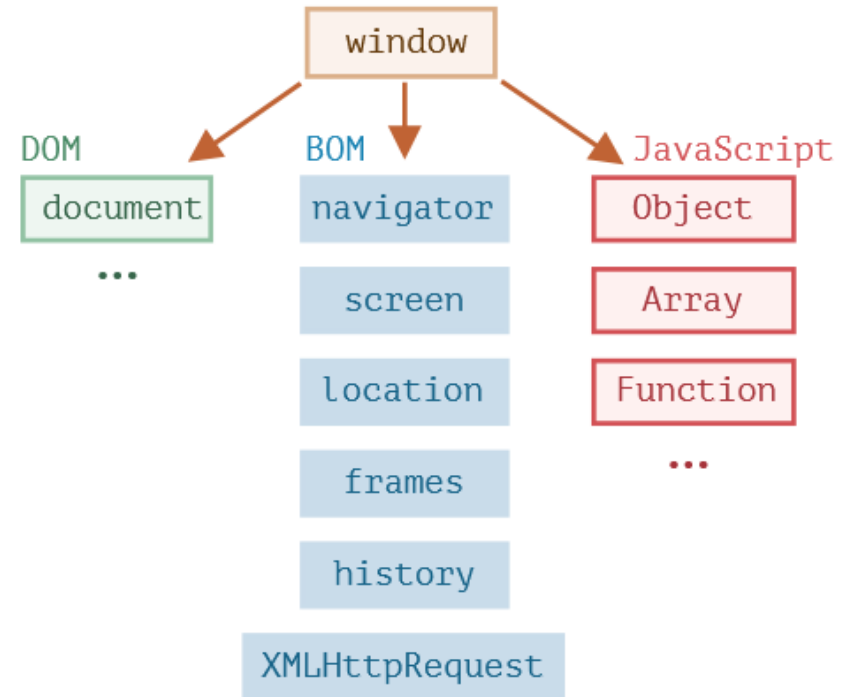 window
DOM
BOM
JavaScript
document
navigator
Object
...
screen
Array
location
Function
frames
...
history
XMLHttpRequest